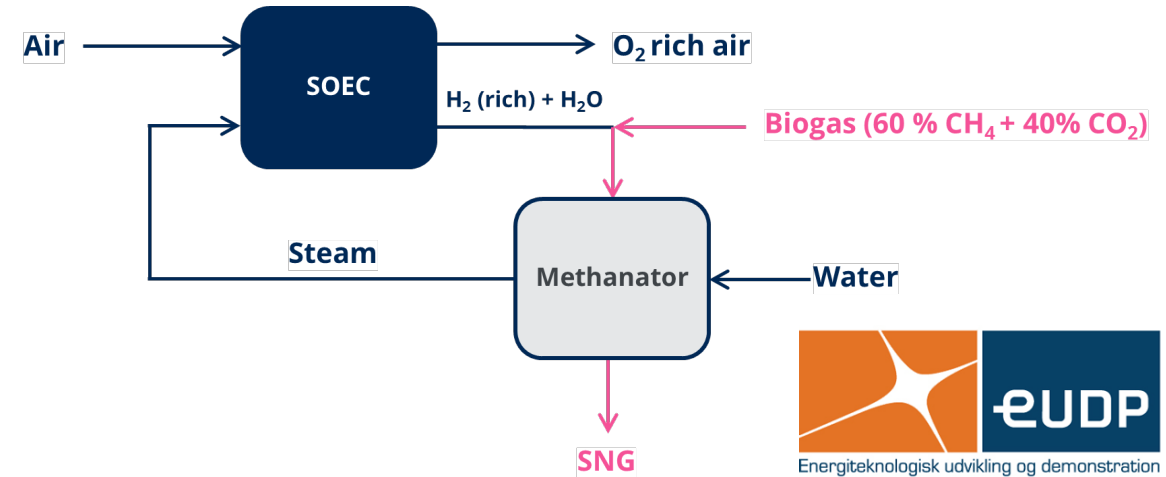 Air
SOEC
O₂ rich air
H₂ (rich) + H₂O
Biogas (60 % CH₄ + 40% CO₂)
Steam
Methanator
Water
SNG
eUDP
Energiteknologisk udvikling og demonstration